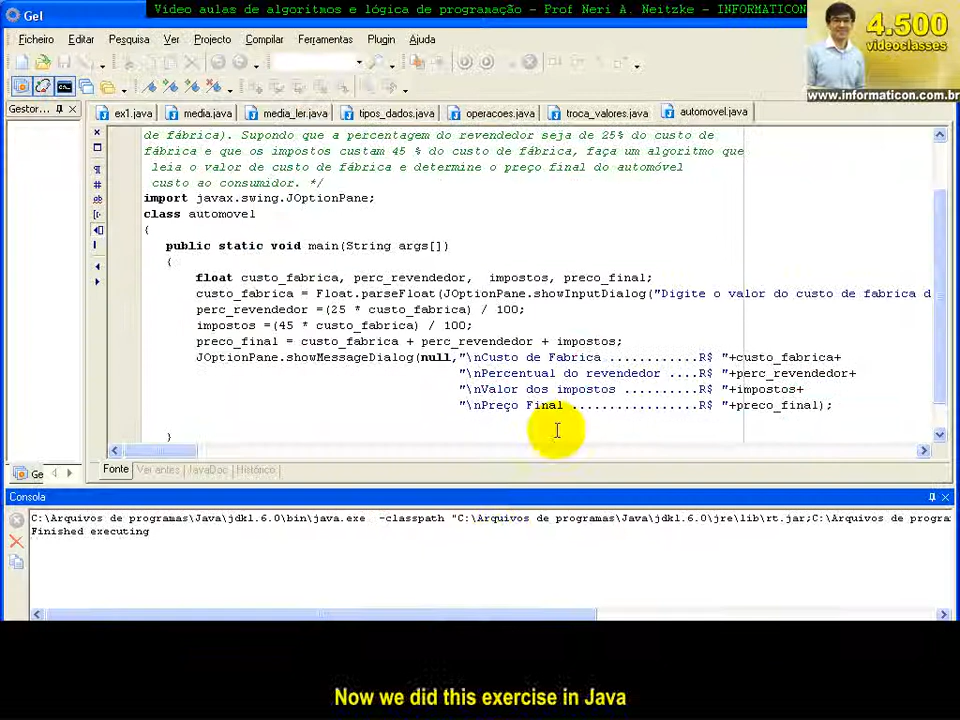 Gel
Video aulas de algoritmos e lógica de programação - Prof Neri A. Neitzke - INFORMATICON
4.500
videoclasses
www.informaticon.com.br
Ficheiro Editar Pesquisa Ver Projecto Compilar Ferramentas Plugin Ajuda
Gestor...
ex1.java media.java media_ler.java tipos_dados.java operacoes.java troca_valores.java automovel.java
de fábrica). Supondo que a percentagem do revendedor seja de 25% do custo de
fábrica e que os impostos custam 45 % do custo de fábrica, faça um algoritmo que
leia o valor de custo de fábrica e determine o preço final do automóvel
custo ao consumidor. */
import javax.swing.JOptionPane;
class automovel
{
public static void main(String args[])
{
float custo_fabrica, perc_revendedor, impostos, preco_final;
custo_fabrica = Float.parseFloat(JOptionPane.showInputDialog("Digite o valor do custo de fabrica d
perc_revendedor =(25 * custo_fabrica) / 100;
impostos =(45 * custo_fabrica) / 100;
preco_final = custo_fabrica + perc_revendedor + impostos;
JOptionPane.showMessageDialog(null,"\nCusto de Fabrica ............R$ "+custo_fabrica+
"\nPercentual do revendedor ....R$ "+perc_revendedor+
"\nValor dos impostos ..........R$ "+impostos+
"\nPreço Final .................R$ "+preco_final);
}
Ge
Fonte Ver antes JavaDoc Histórico
Consola
C:\Arquivos de programas\Java\jdk1.6.0\bin\java.exe -classpath "C:\Arquivos de programas\Java\jdk1.6.0\jre\lib\rt.jar;C:\Arquivos de progra
Finished executing
Now we did this exercise in Java